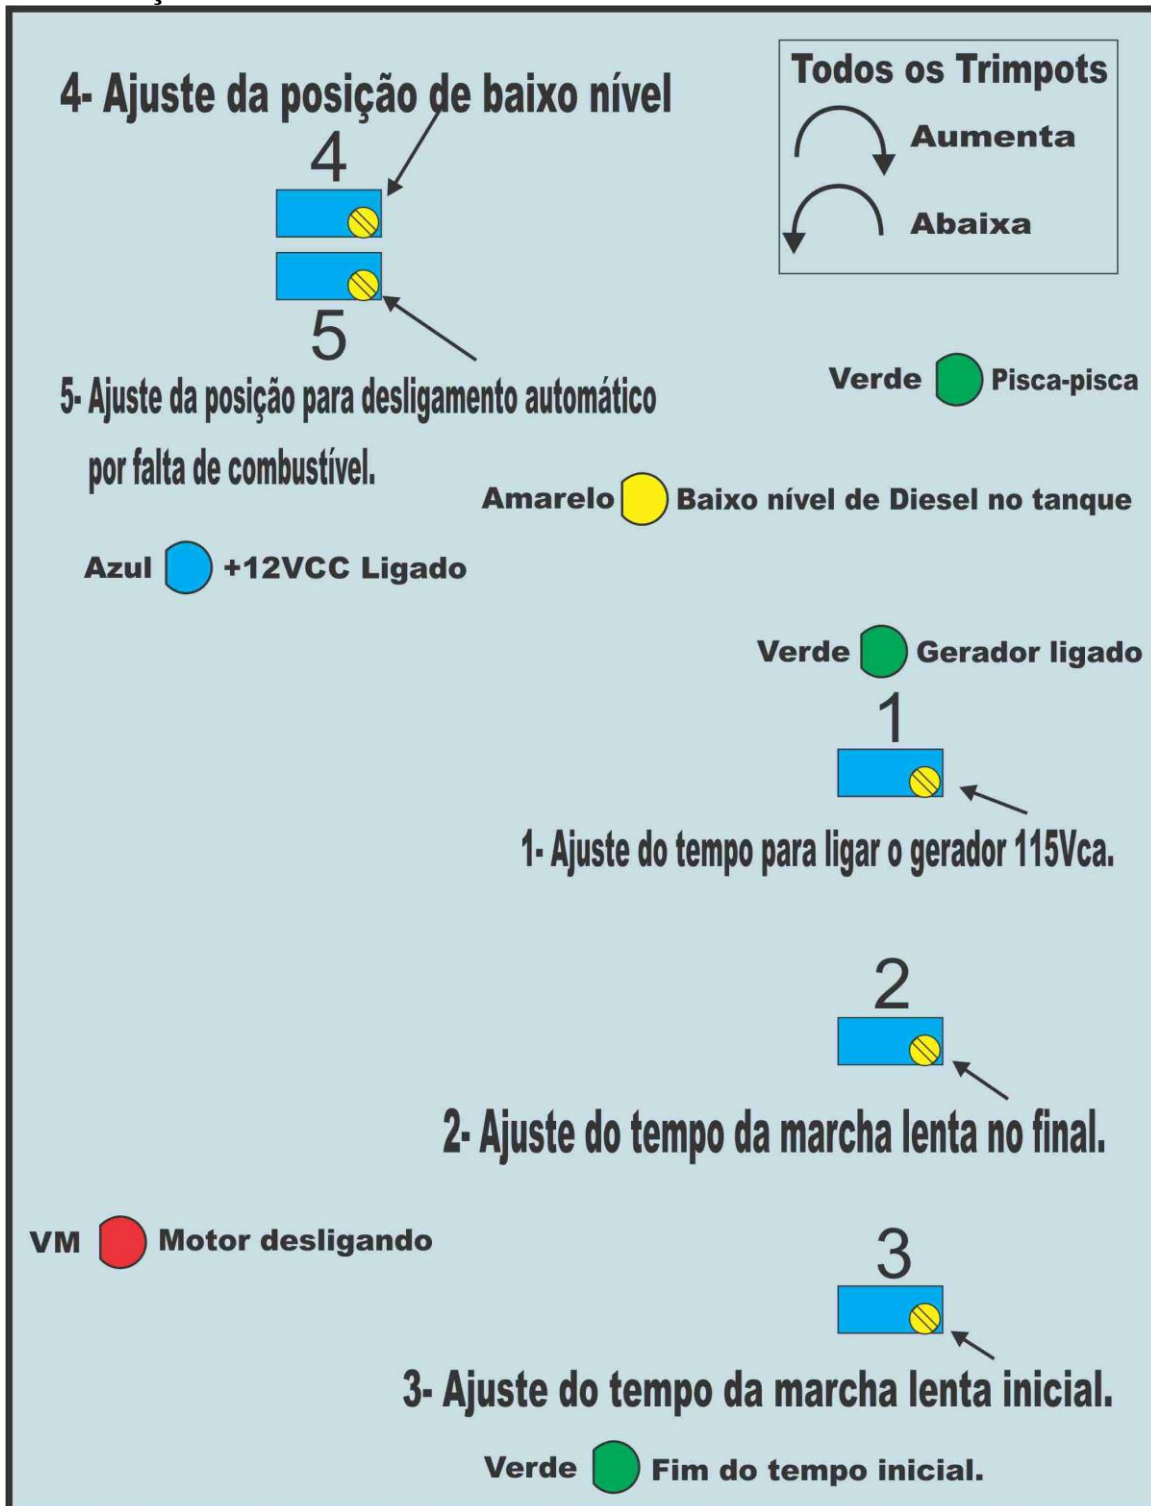 4- Ajuste da posição de baixo nível
4
5
5- Ajuste da posição para desligamento automático
por falta de combustível.
Todos os Trimpots
Aumenta
Abaixa
Verde Pisca-pisca
Amarelo Baixo nível de Diesel no tanque
Azul +12VCC Ligado
Verde Gerador ligado
1
1- Ajuste do tempo para ligar o gerador 115Vca.
2
2- Ajuste do tempo da marcha lenta no final.
VM Motor desligando
3
3- Ajuste do tempo da marcha lenta inicial.
Verde Fim do tempo inicial.